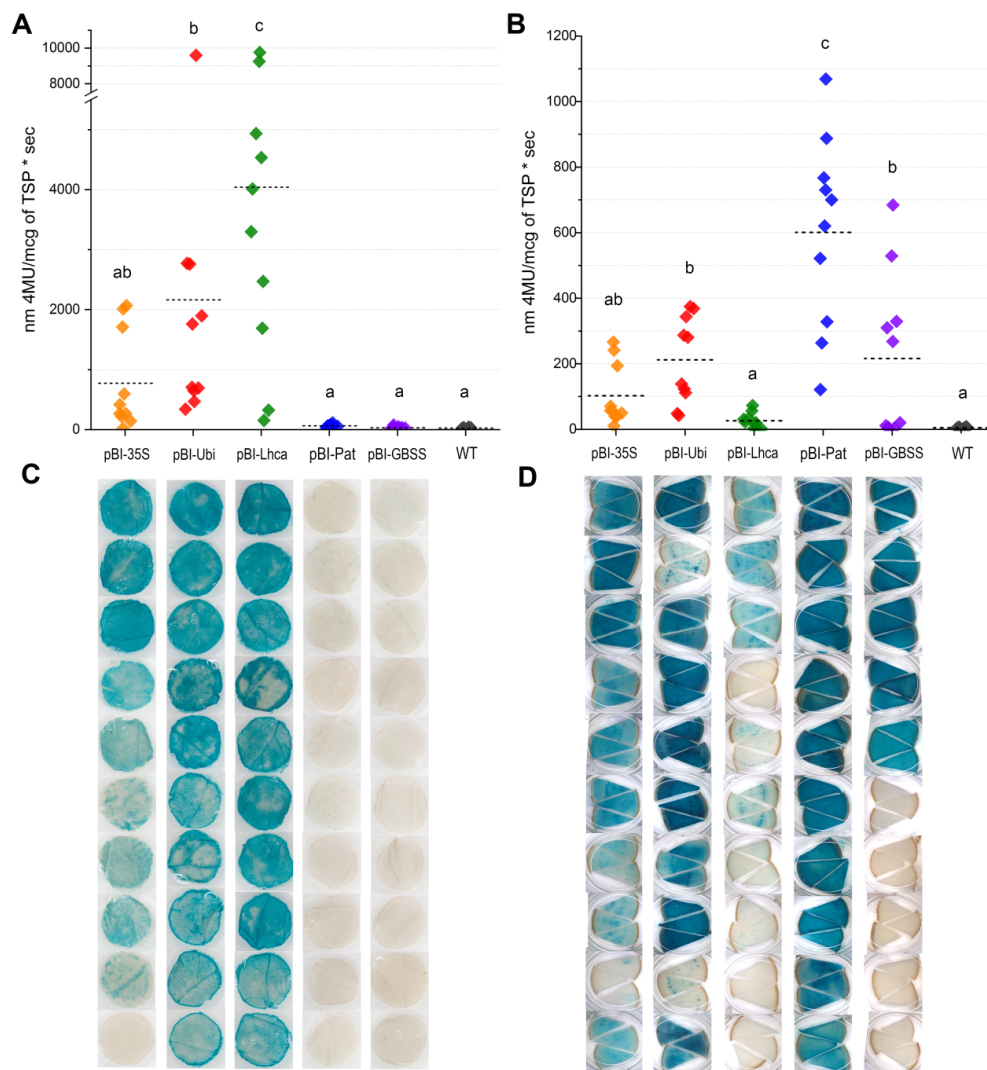 A
nm 4MU/mcg of TSP * sec
10000
8000
4000
2000
0
ab
b
c
a
a
a
pBI-35S
pBI-Ubi
pBI-Lhca
pBI-Pat
pBI-GBSS
WT
B
nm 4MU/mcg of TSP * sec
1200
1000
800
600
400
200
0
ab
b
a
c
b
a
pBI-35S
pBI-Ubi
pBI-Lhca
pBI-Pat
pBI-GBSS
WT
C
D